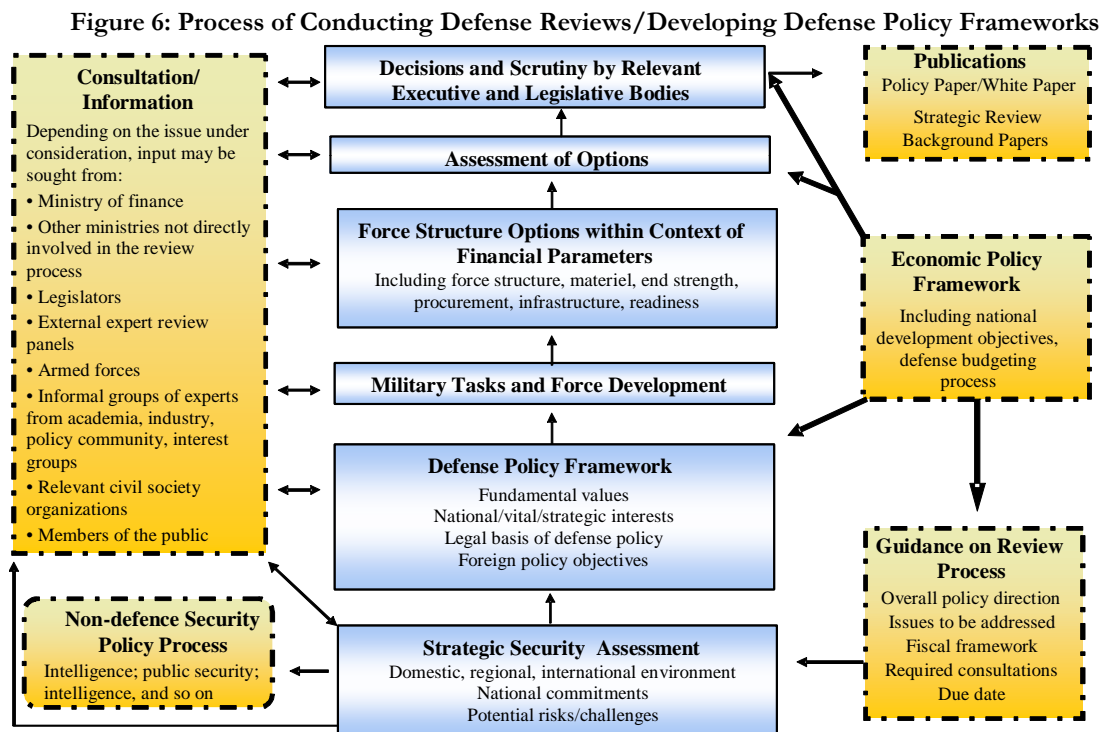 Figure 6: Process of Conducting Defense Reviews/Developing Defense Policy Frameworks
Consultation/
Information
Depending on the issue under
consideration, input may be
sought from:
• Ministry of finance
• Other ministries not directly
involved in the review
process
• Legislators
• External expert review
panels
• Armed forces
• Informal groups of experts
from academia, industry,
policy community, interest
groups
• Relevant civil society
organizations
• Members of the public
Non-defence Security
Policy Process
Intelligence; public security;
intelligence, and so on
Decisions and Scrutiny by Relevant
Executive and Legislative Bodies
Assessment of Options
Force Structure Options within Context of
Financial Parameters
Including force structure, materiel, end strength,
procurement, infrastructure, readiness
Military Tasks and Force Development
Defense Policy Framework
Fundamental values
National/vital/strategic interests
Legal basis of defense policy
Foreign policy objectives
Strategic Security Assessment
Domestic, regional, international environment
National commitments
Potential risks/challenges
Publications
Policy Paper/White Paper
Strategic Review
Background Papers
Economic Policy
Framework
Including national
development objectives,
defense budgeting
process
Guidance on Review
Process
Overall policy direction
Issues to be addressed
Fiscal framework
Required consultations
Due date